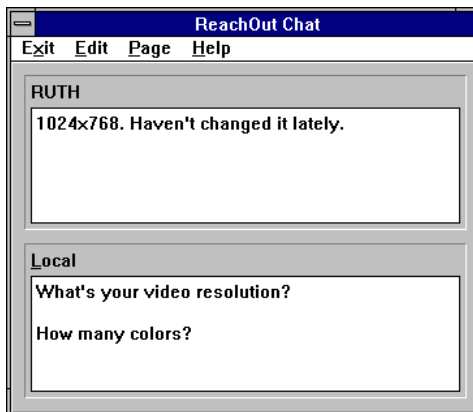 ReachOut Chat
Exit Edit Page Help
RUTH
1024x768. Haven't changed it lately.
Local
What's your video resolution?
How many colors?